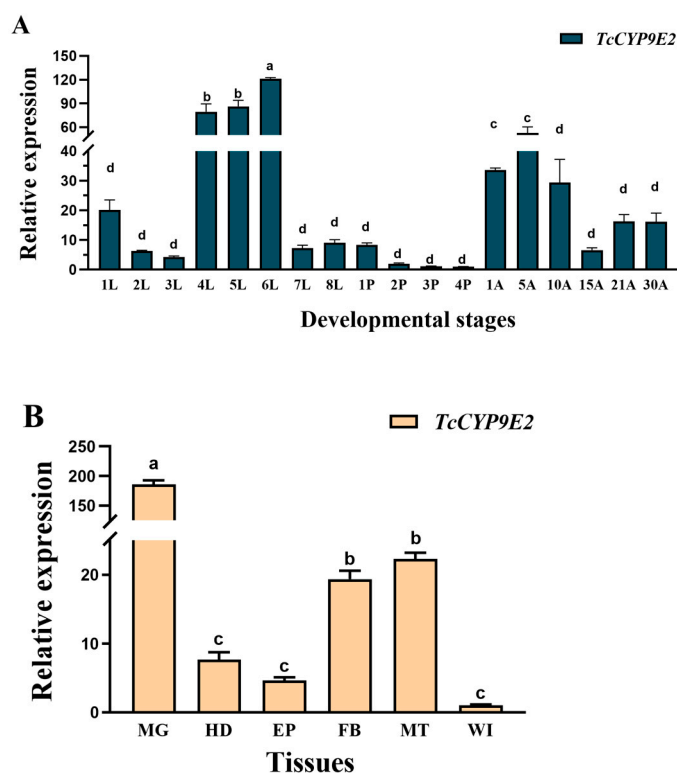 A
TcCYP9E2
Relative expression
150
120
90
60
40
30
20
10
0
d d d b b a d d d d d d c c d d d d
1L 2L 3L 4L 5L 6L 7L 8L 1P 2P 3P 4P 1A 5A 10A 15A 21A 30A
Developmental stages
B
TcCYP9E2
Relative expression
250
200
150
20
10
0
a c c b b c
MG HD EP FB MT WI
Tissues